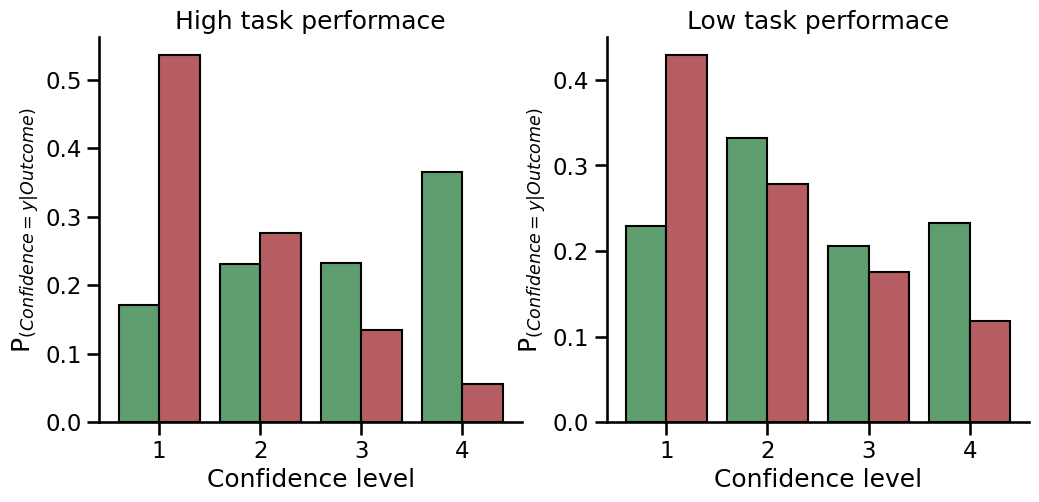 High task performace
0.5
0.4
0.3
0.2
0.1
0.0
P(Confidence = y|Outcome)
1 2 3 4
Confidence level
Low task performace
0.4
0.3
0.2
0.1
0.0
P(Confidence = y|Outcome)
1 2 3 4
Confidence level